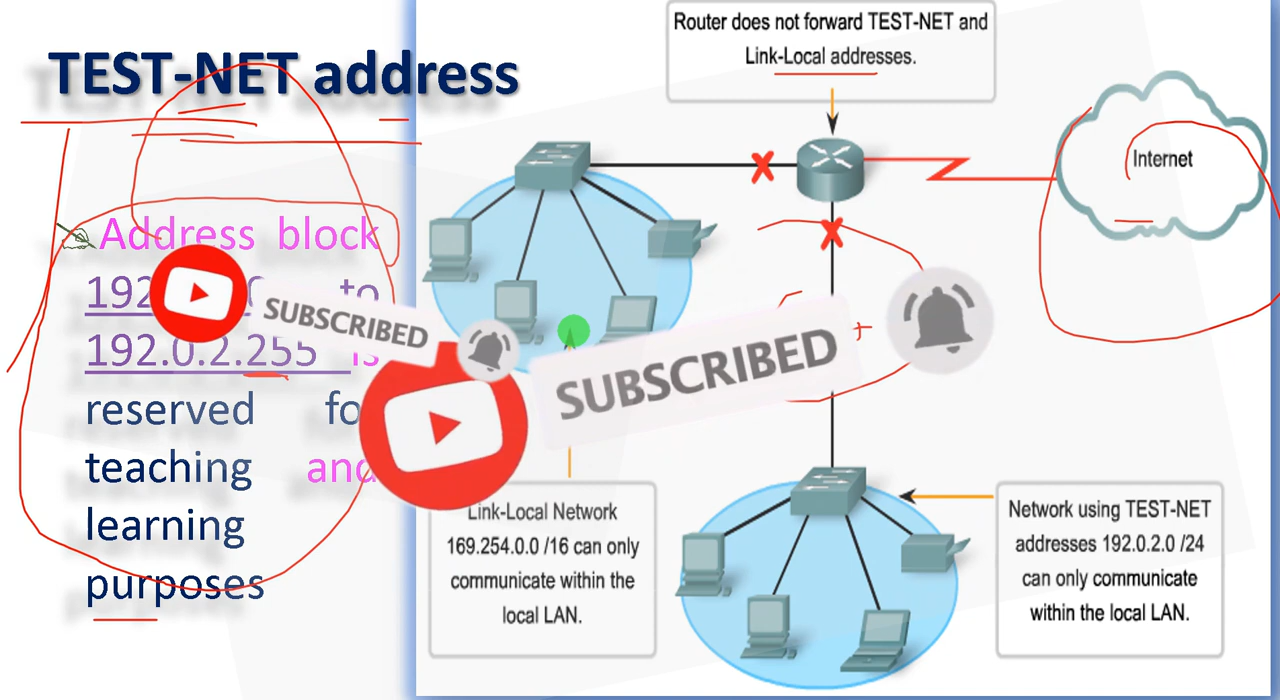 TEST-NET address
Address block
192. to
192.0.2.255 is
reserved
teaching and
learning
purposes
Router does not forward TEST-NET and
Link-Local addresses.
Internet
SUBSCRIBED
SUBSCRIBED
Link-Local Network
169.254.0.0 /16 can only
communicate within the
local LAN.
Network using TEST-NET
addresses 192.0.2.0 /24
can only communicate
within the local LAN.